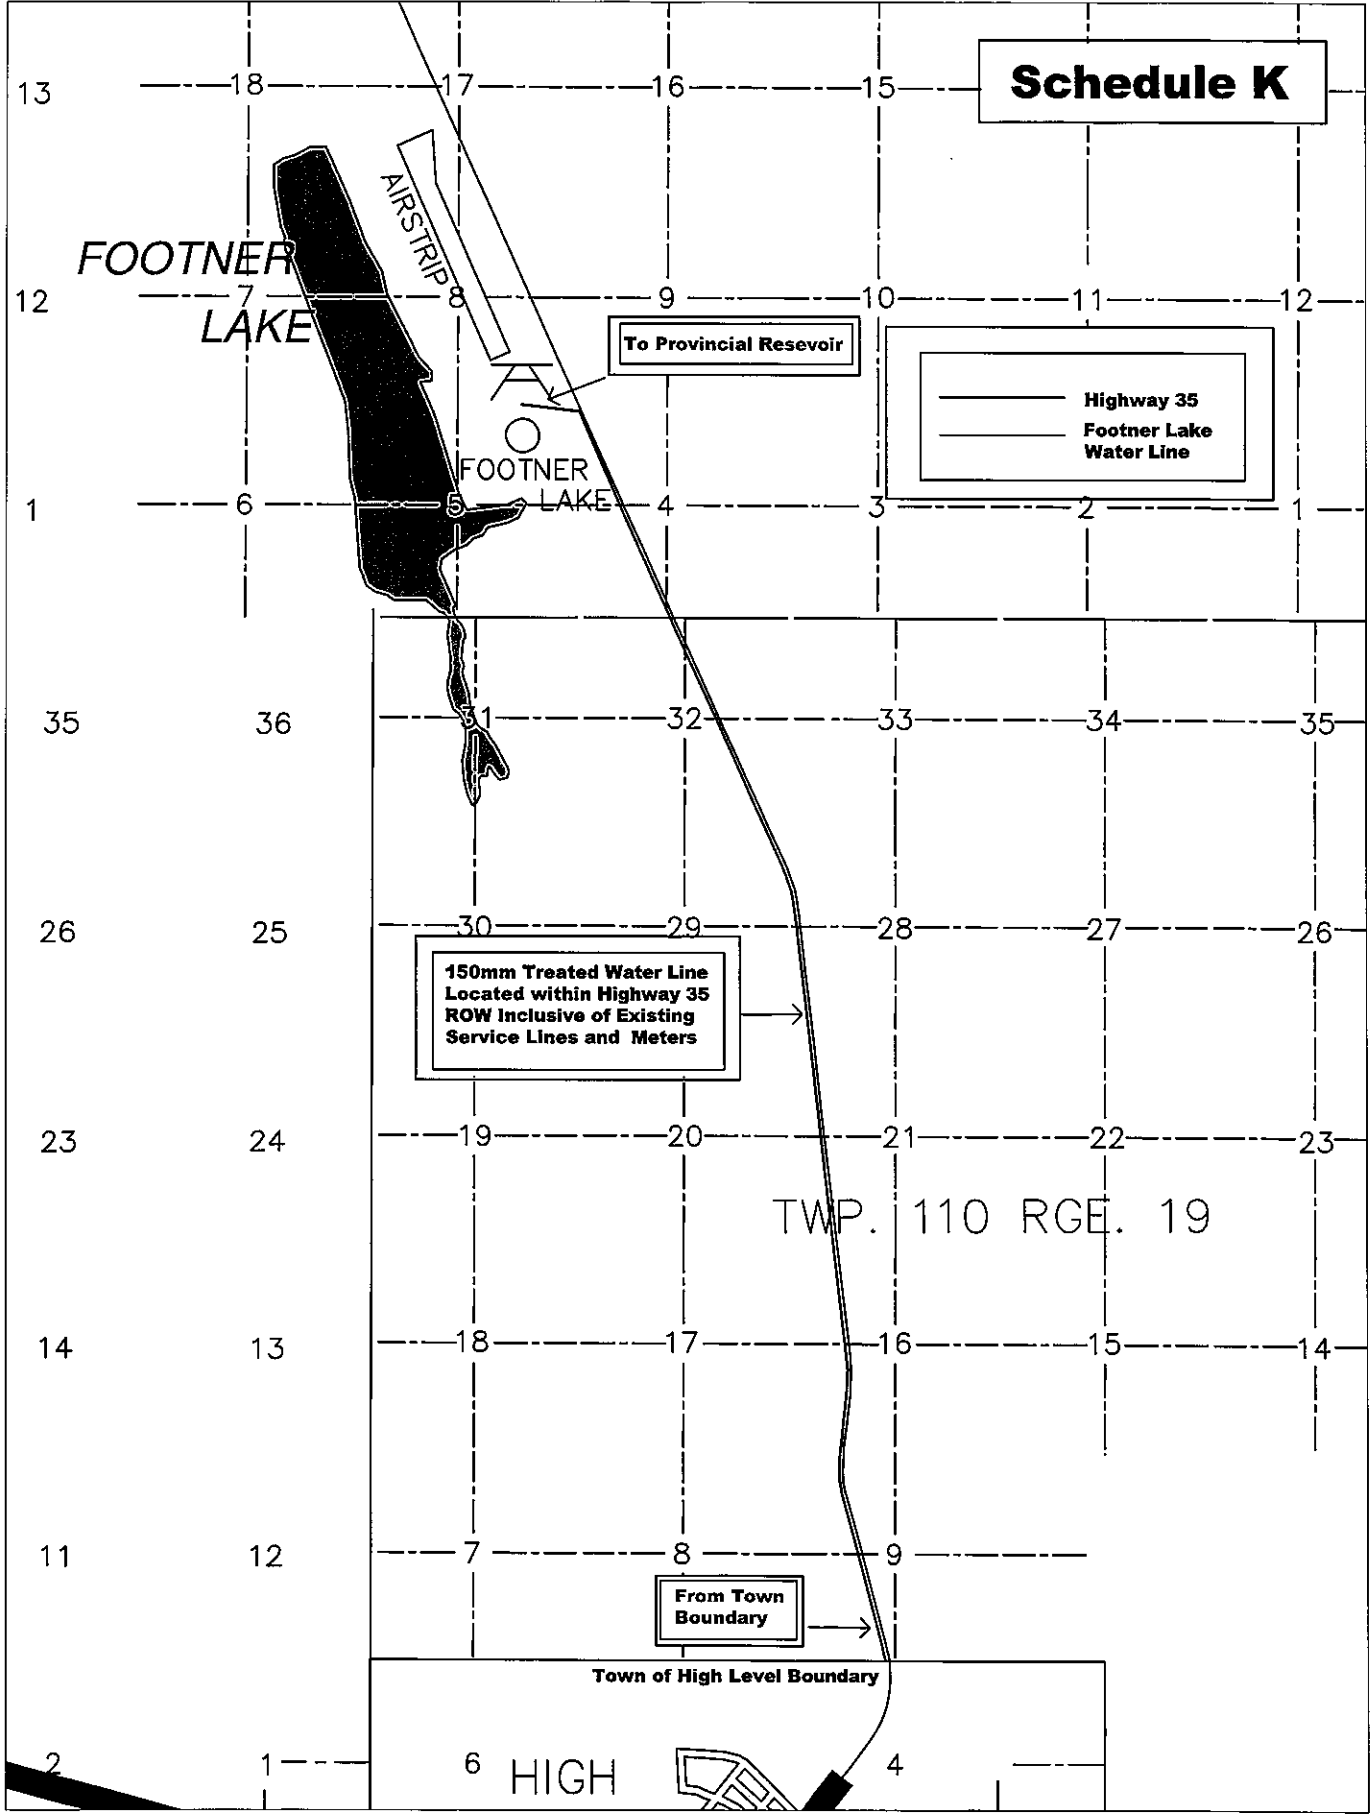 Schedule K
13 18 17 16 15
AIRSTRIP
FOOTNER
LAKE
12 7 8 9 10 11 12
To Provincial Resevoir
Highway 35
Footner Lake
Water Line
FOOTNER
LAKE
1 6 5 4 3 2 1
35 36 31 32 33 34 35
26 25 30 29 28 27 26
150mm Treated Water Line
Located within Highway 35
ROW Inclusive of Existing
Service Lines and Meters
23 24 19 20 21 22 23
TWP. 110 RGE. 19
14 13 18 17 16 15 14
11 12 7 8 9
From Town
Boundary
Town of High Level Boundary
2 1 6 4
HIGH